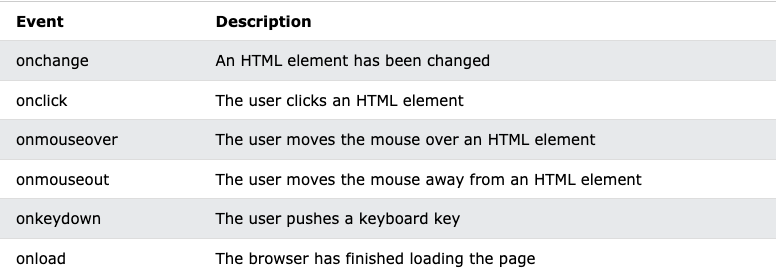 Event Description
onchange An HTML element has been changed
onclick The user clicks an HTML element
onmouseover The user moves the mouse over an HTML element
onmouseout The user moves the mouse away from an HTML element
onkeydown The user pushes a keyboard key
onload The browser has finished loading the page